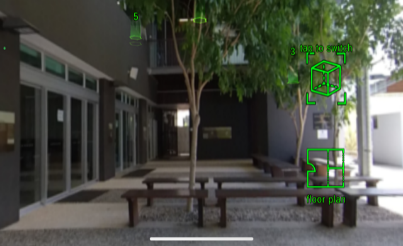 5
3 tap to switch
floor plan